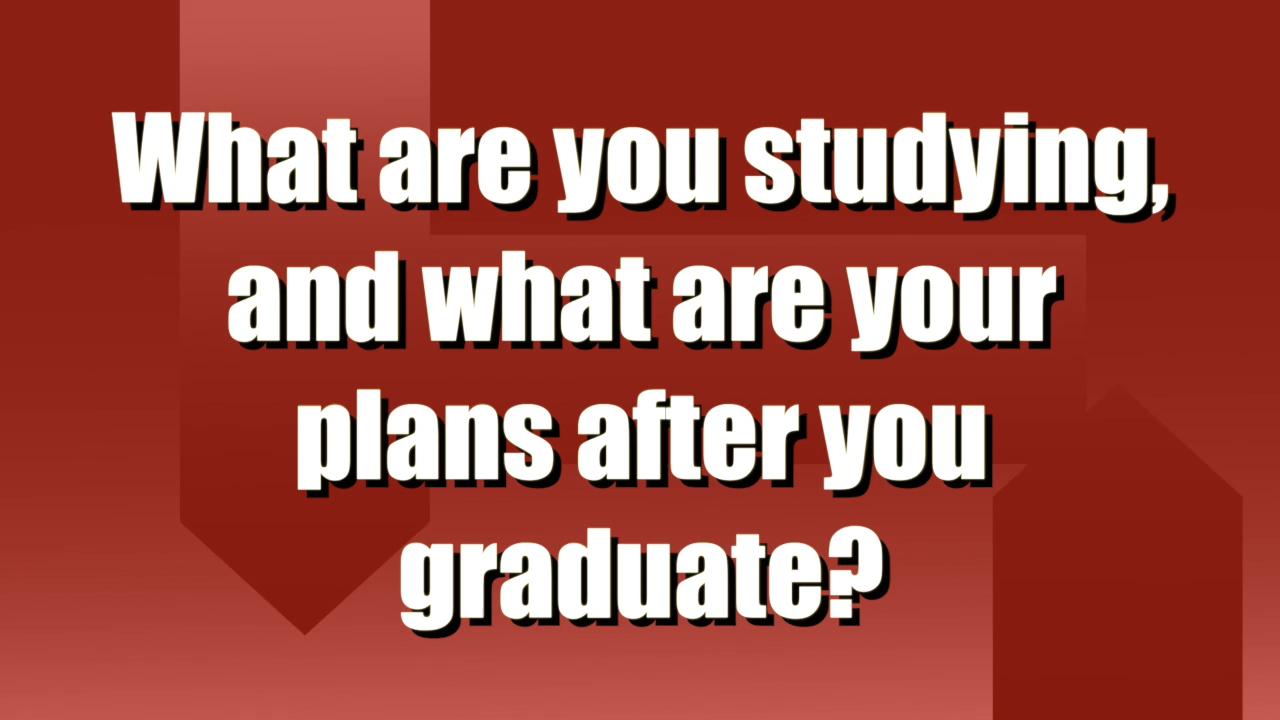 What are you studying,
and what are your
plans after you
graduate?